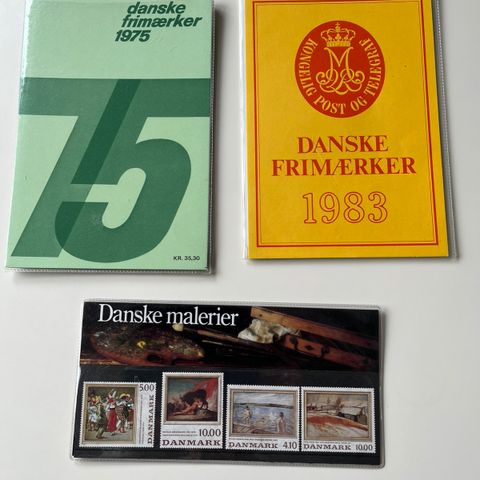 danske
frimærker
1975
75
KR. 35,30
KONGELIG POST OG TELEGRAF
DANSKE
FRIMÆRKER
1983
Danske malerier
5.00
DANMARK
10.00
DANMARK
4.10
DANMARK
10.00
DANMARK